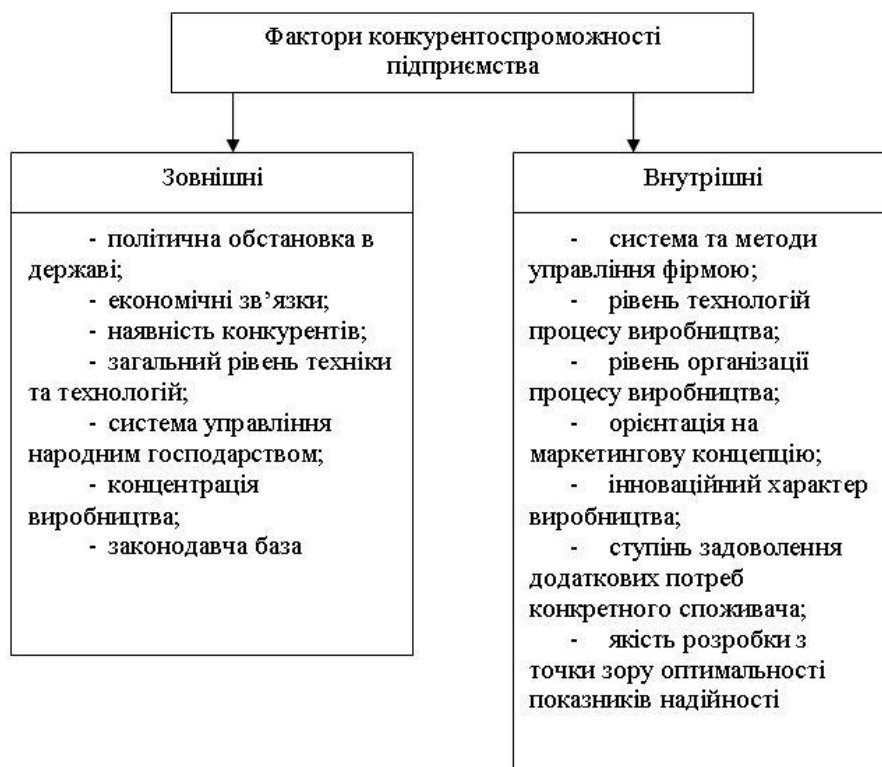 Фактори конкурентоспроможності
підприємства
Зовнішні
- політична обстановка в
державі;
- економічні зв’язки;
- наявність конкурентів;
- загальний рівень техніки
та технологій;
- система управління
народним господарством;
- концентрація
виробництва;
- законодавча база
Внутрішні
- система та методи
управління фірмою;
- рівень технологій
процесу виробництва;
- рівень організації
процесу виробництва;
- орієнтація на
маркетингову концепцію;
- інноваційний характер
виробництва;
- ступінь задоволення
додаткових потреб
конкретного споживача;
- якість розробки з
точки зору оптимальності
показників надійності